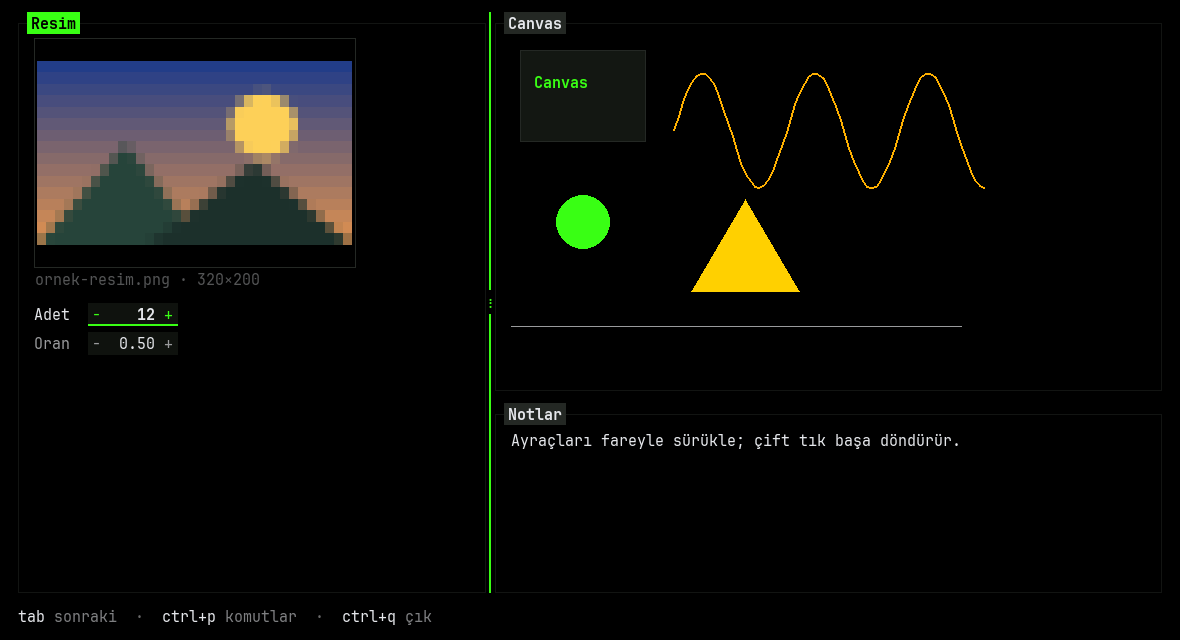 Resim
ornek-resim.png · 320×200
Adet - 12 +
Oran - 0.50 +
Canvas
Canvas
Notlar
Ayraçları fareyle sürükle; çift tık başa döndürür.
tab sonraki · ctrl+p komutlar · ctrl+q çık